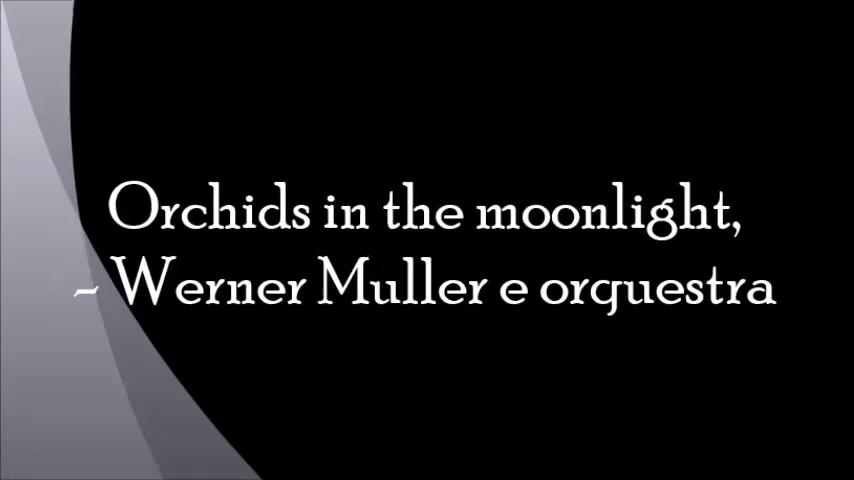 Orchids in the moonlight,
- Werner Muller e orquestra